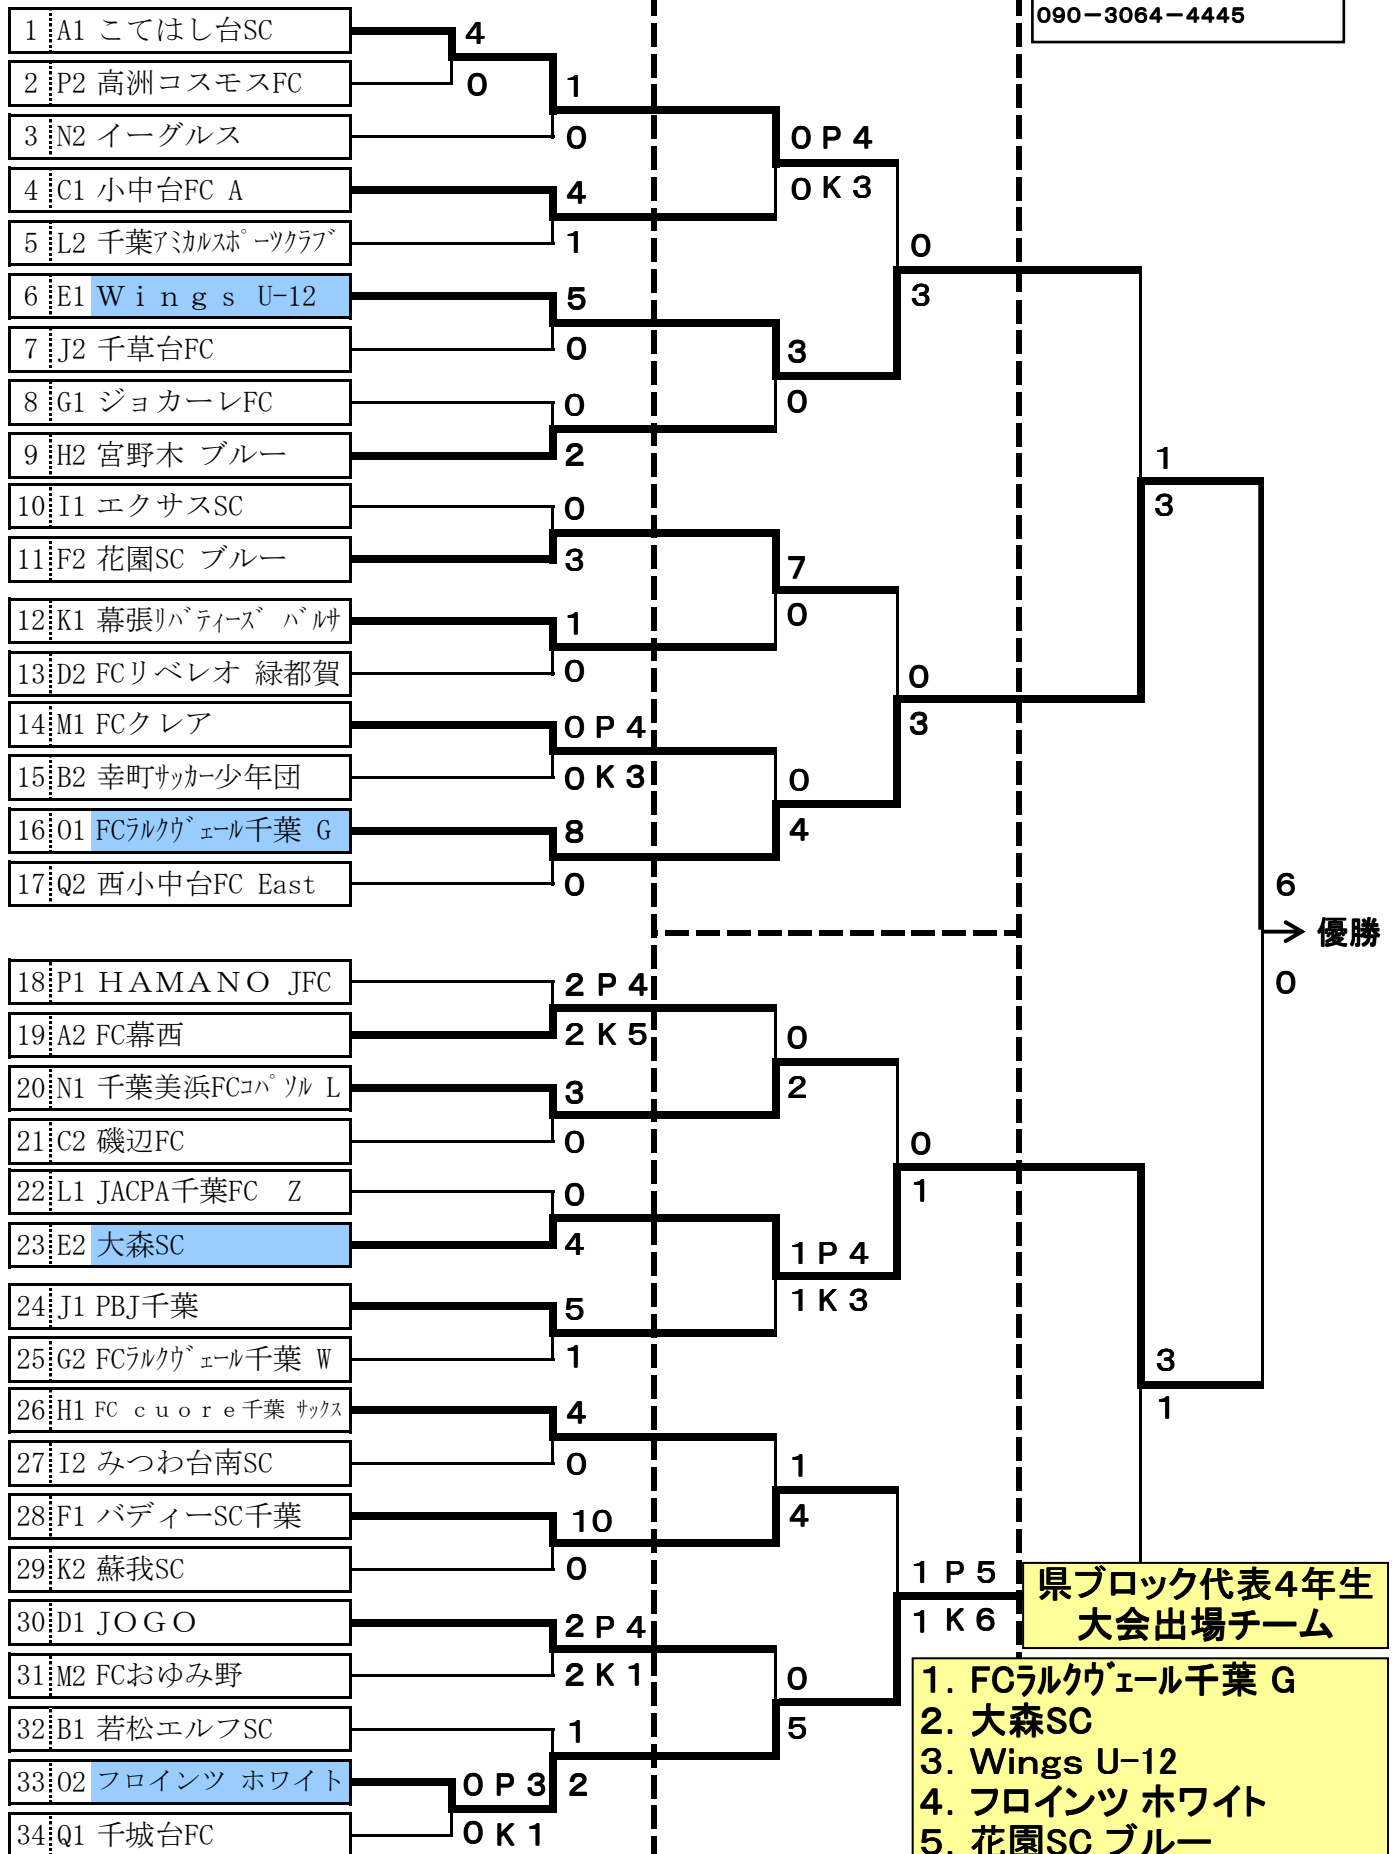 090-3064-4445
1 A1 こてはし台SC
4
2 P2 高洲コスモスFC
0
1
3 N2 イーグルス
0
0 P 4
4 C1 小中台FC A
4
0 K 3
5 L2 千葉アミカルスポーツクラブ
1
0
6 E1 Wings U-12
5
3
7 J2 千草台FC
0
3
8 G1 ジョカーレFC
0
0
9 H2 宮野木 ブルー
2
1
10 I1 エクサスSC
0
3
11 F2 花園SC ブルー
3
7
12 K1 幕張リバティーズ バルサ
1
0
13 D2 FCリベレオ 緑都賀
0
0
14 M1 FCクレア
0 P 4
3
15 B2 幸町サッカー少年団
0 K 3
0
16 O1 FCラルクヴェール千葉 G
8
4
17 Q2 西小中台FC East
0
6
優勝
0
18 P1 HAMANO JFC
2 P 4
19 A2 FC幕西
2 K 5
0
20 N1 千葉美浜FCコパソル L
3
2
21 C2 磯辺FC
0
0
22 L1 JACPA千葉FC Z
0
1
23 E2 大森SC
4
1 P 4
24 J1 PBJ千葉
5
1 K 3
25 G2 FCラルクヴェール千葉 W
1
3
26 H1 FC cuore千葉 サックス
4
1
27 I2 みつわ台南SC
0
1
28 F1 バディーSC千葉
10
4
29 K2 蘇我SC
0
1 P 5
県ブロック代表4年生
30 D1 JOGO
2 P 4
1 K 6
大会出場チーム
31 M2 FCおゆみ野
2 K 1
0
1. FCラルクヴェール千葉 G
32 B1 若松エルフSC
1
5
2. 大森SC
3. Wings U-12
33 O2 フロインツ ホワイト
0 P 3
2
4. フロインツ ホワイト
34 Q1 千城台FC
0 K 1
5. 花園SC ブルー